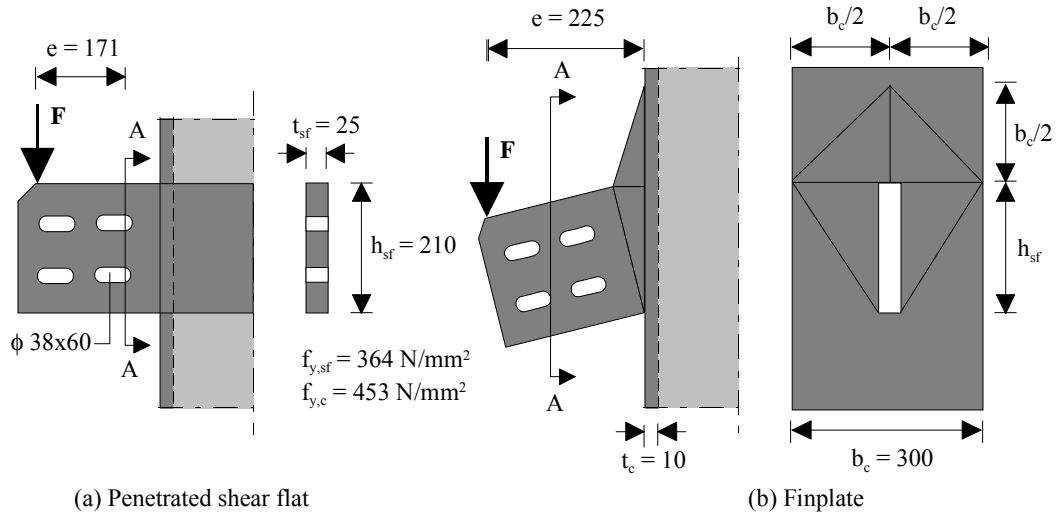 b_c/2 b_c/2
e = 171
e = 225
A
F
A
t_sf = 25
F
b_c/2
h_sf = 210
h_sf
ϕ 38x60
A
f_y,sf = 364 N/mm²
f_y,c = 453 N/mm²
A
t_c = 10
b_c = 300
(a) Penetrated shear flat
(b) Finplate